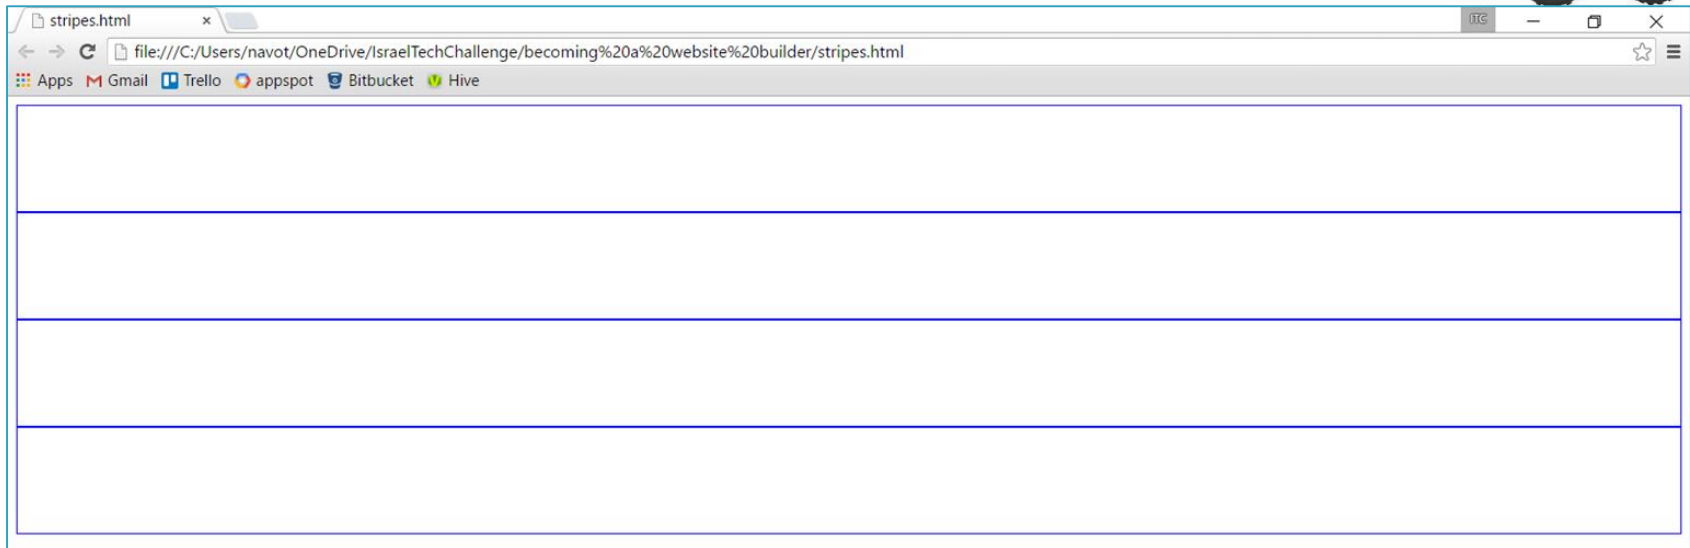 stripes.html
ITC
file:///C:/Users/navot/OneDrive/IsraelTechChallenge/becoming%20a%20website%20builder/stripes.html
Apps Gmail Trello appspot Bitbucket Hive